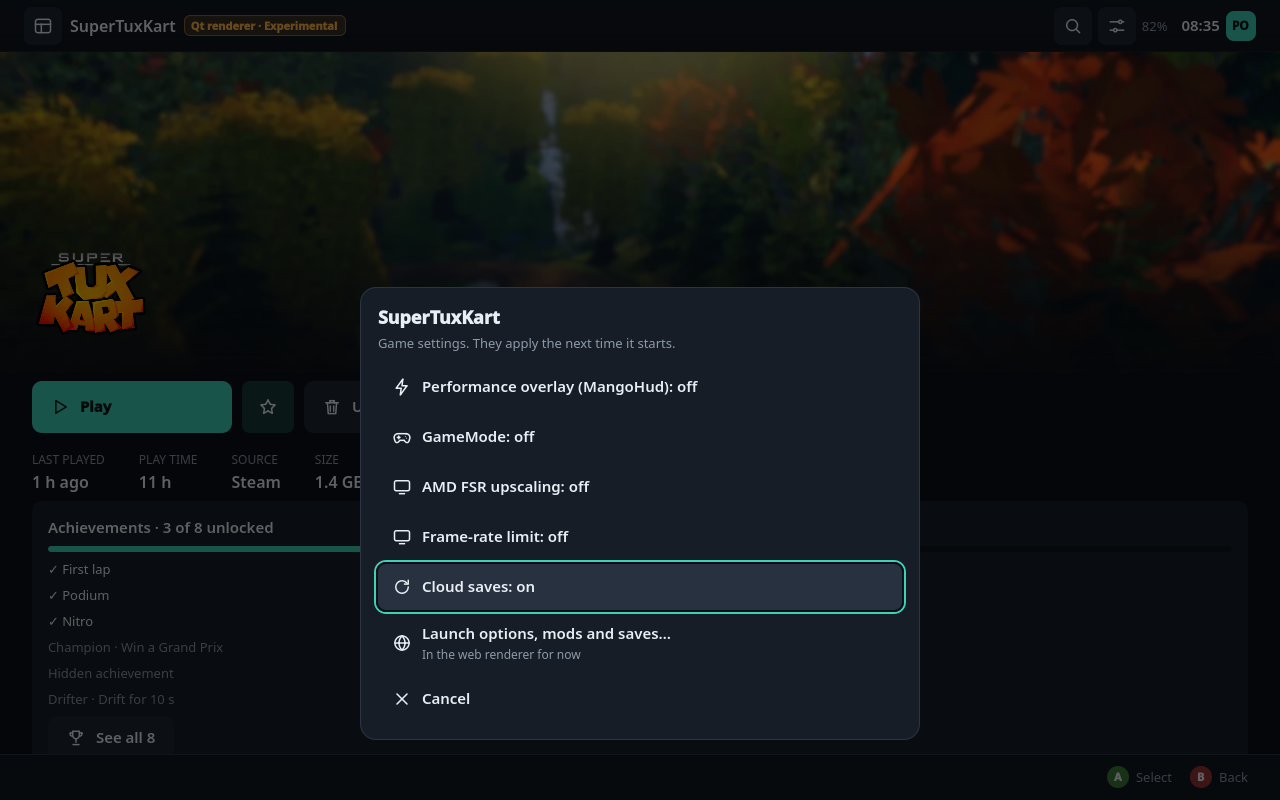 SuperTuxKart
Qt renderer · Experimental
82%
08:35
PO
SUPER
TUX
KART
SuperTuxKart
Game settings. They apply the next time it starts.
Performance overlay (MangoHud): off
GameMode: off
AMD FSR upscaling: off
Frame-rate limit: off
Cloud saves: on
Launch options, mods and saves...
In the web renderer for now
Cancel
Play
LAST PLAYED
PLAY TIME
SOURCE
SIZE
1 h ago
11 h
Steam
1.4 GB
Achievements · 3 of 8 unlocked
✓ First lap
✓ Podium
✓ Nitro
Champion · Win a Grand Prix
Hidden achievement
Drifter · Drift for 10 s
See all 8
A Select
B Back